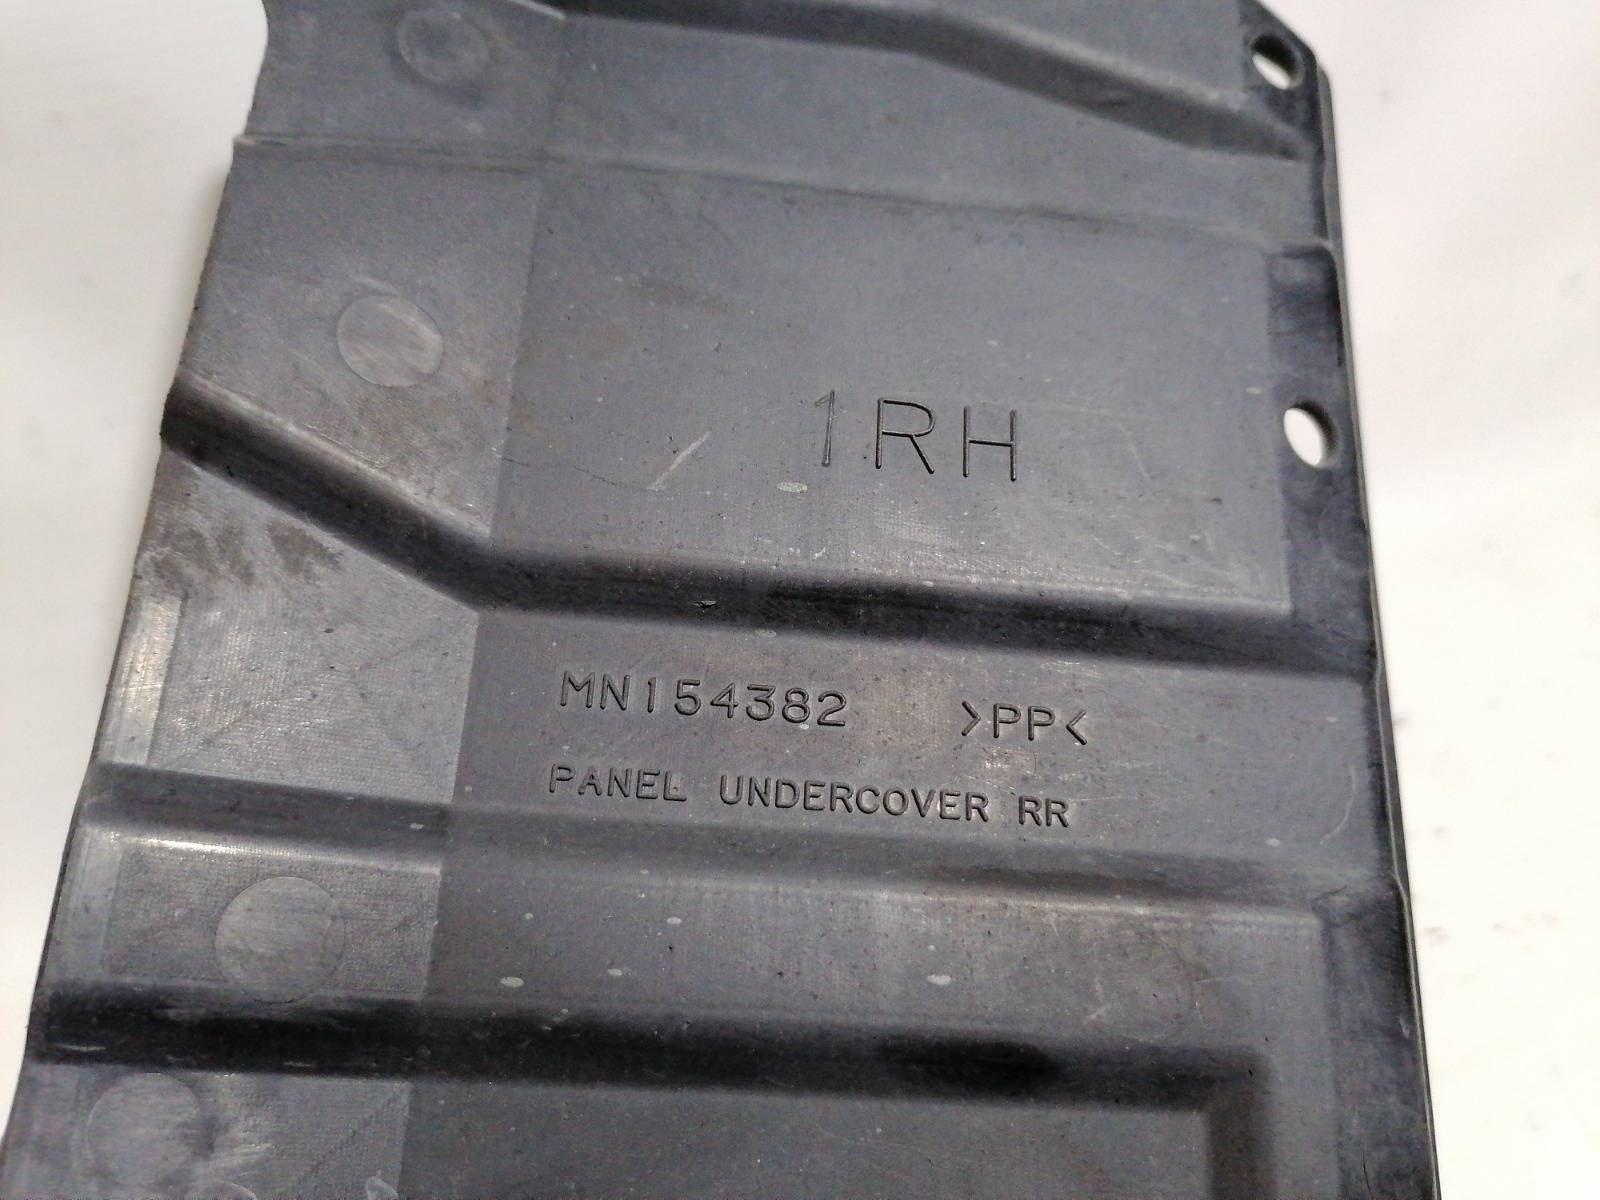 1RH
MN154382 >PP<
PANEL UNDERCOVER RR